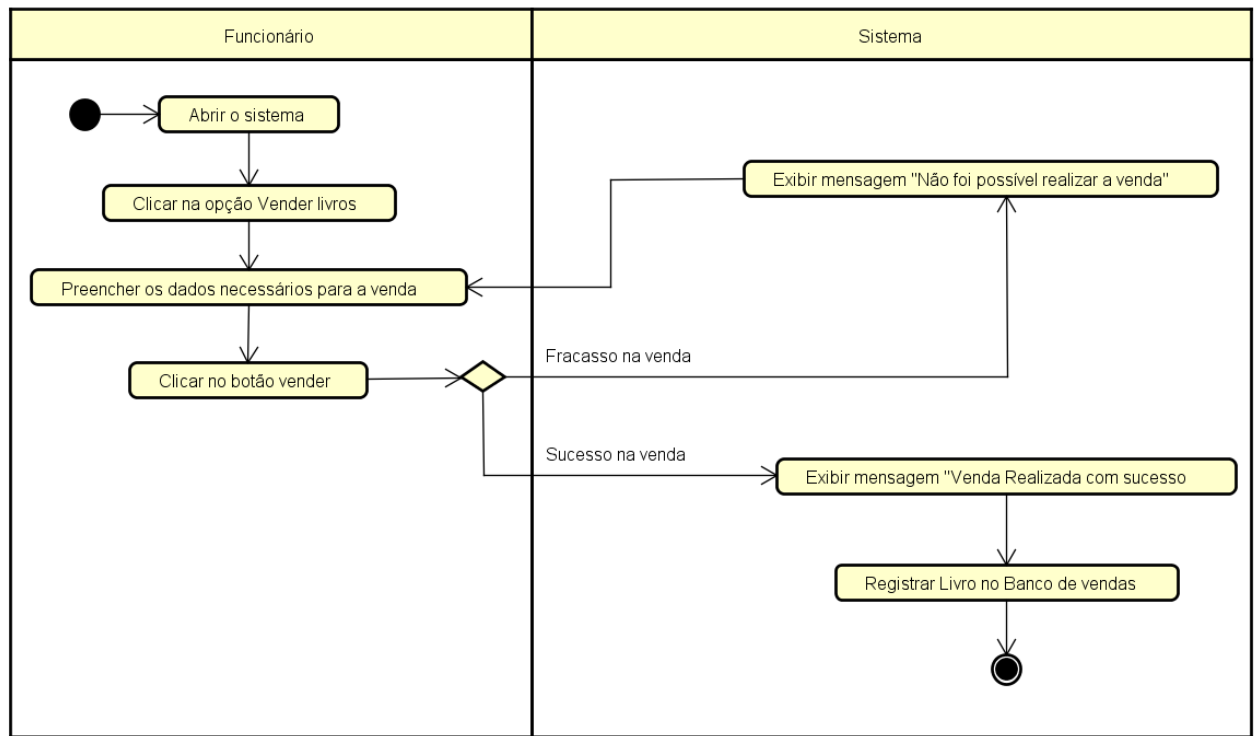 Funcionário
Sistema
Abrir o sistema
Clicar na opção Vender livros
Exibir mensagem "Não foi possível realizar a venda"
Preencher os dados necessários para a venda
Clicar no botão vender
Fracasso na venda
Sucesso na venda
Exibir mensagem "Venda Realizada com sucesso
Registrar Livro no Banco de vendas